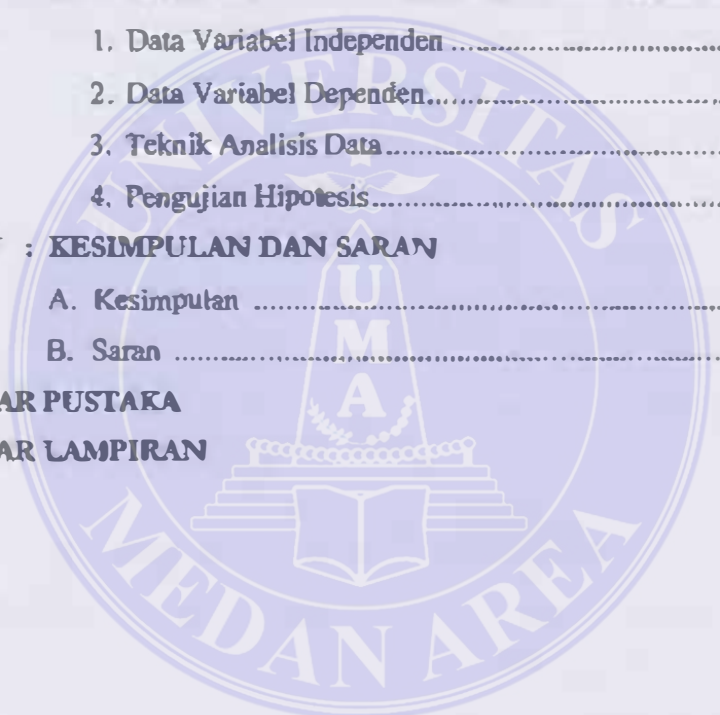 1. Data Variabel Independen ........................
2. Data Variabel Dependen........................
3. Teknik Analisis Data........................
4. Pengujian Hipotesis........................
: KESIMPULAN DAN SARAN
A. Kesimpulan ........................
B. Saran ........................
AR PUSTAKA
AR LAMPIRAN
UNIVERSITAS
UMA
MEDAN AREA